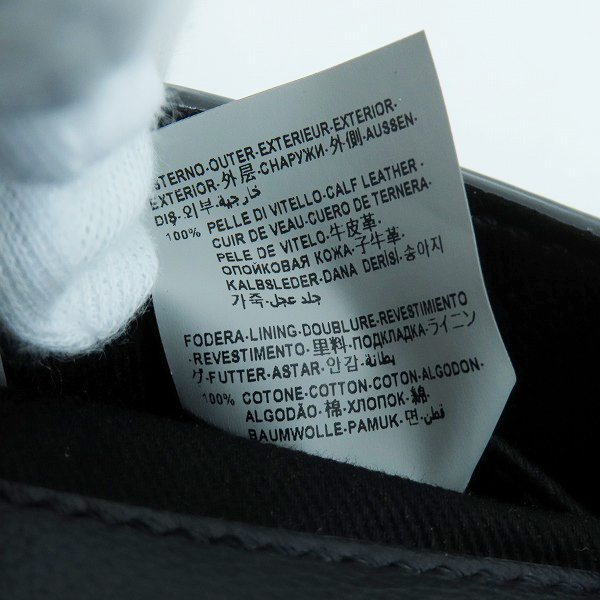 STERNO·OUTER·EXTERIEUR·EXTERIOR·
EXTERIOR·外层·СНАРУЖИ·外側·AUSSEN·
DIŞ·외부·خارجية
100% PELLE DI VITELLO·CALF LEATHER·
CUIR DE VEAU·CUERO DE TERNERA·
PELE DE VITELO·牛皮革·
ОПОЙКОВАЯ КОЖА·子牛革·
KALBSLEDER·DANA DERİSİ·송아지
가죽·جلد عجل
FODERA·LINING·DOUBLURE·REVESTIMIENTO
·REVESTIMENTO·里料·ПОДКЛАДКА·ライニン
グ·FUTTER·ASTAR·안감·بطانة
100% COTONE·COTTON·COTON·ALGODON·
ALGODÃO·棉·ХЛОПОК·綿·
BAUMWOLLE·PAMUK·면·قطن